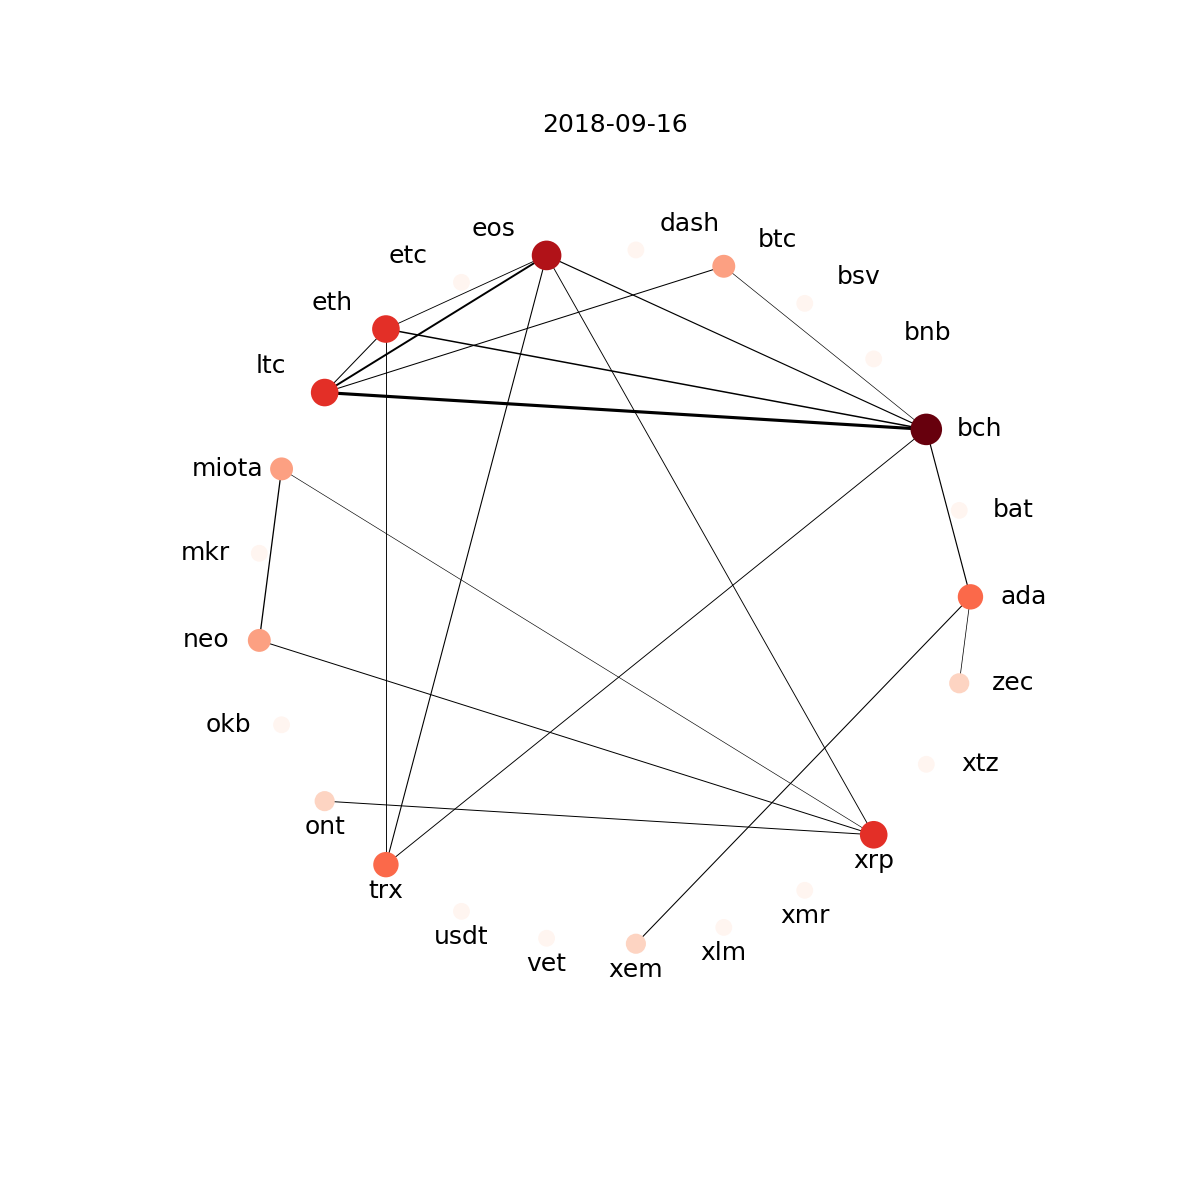 2018-09-16
dash
eos
btc
etc
bsv
eth
bnb
ltc
bch
miota
bat
mkr
ada
neo
zec
okb
xtz
ont
xrp
trx
xmr
usdt
xlm
vet
xem